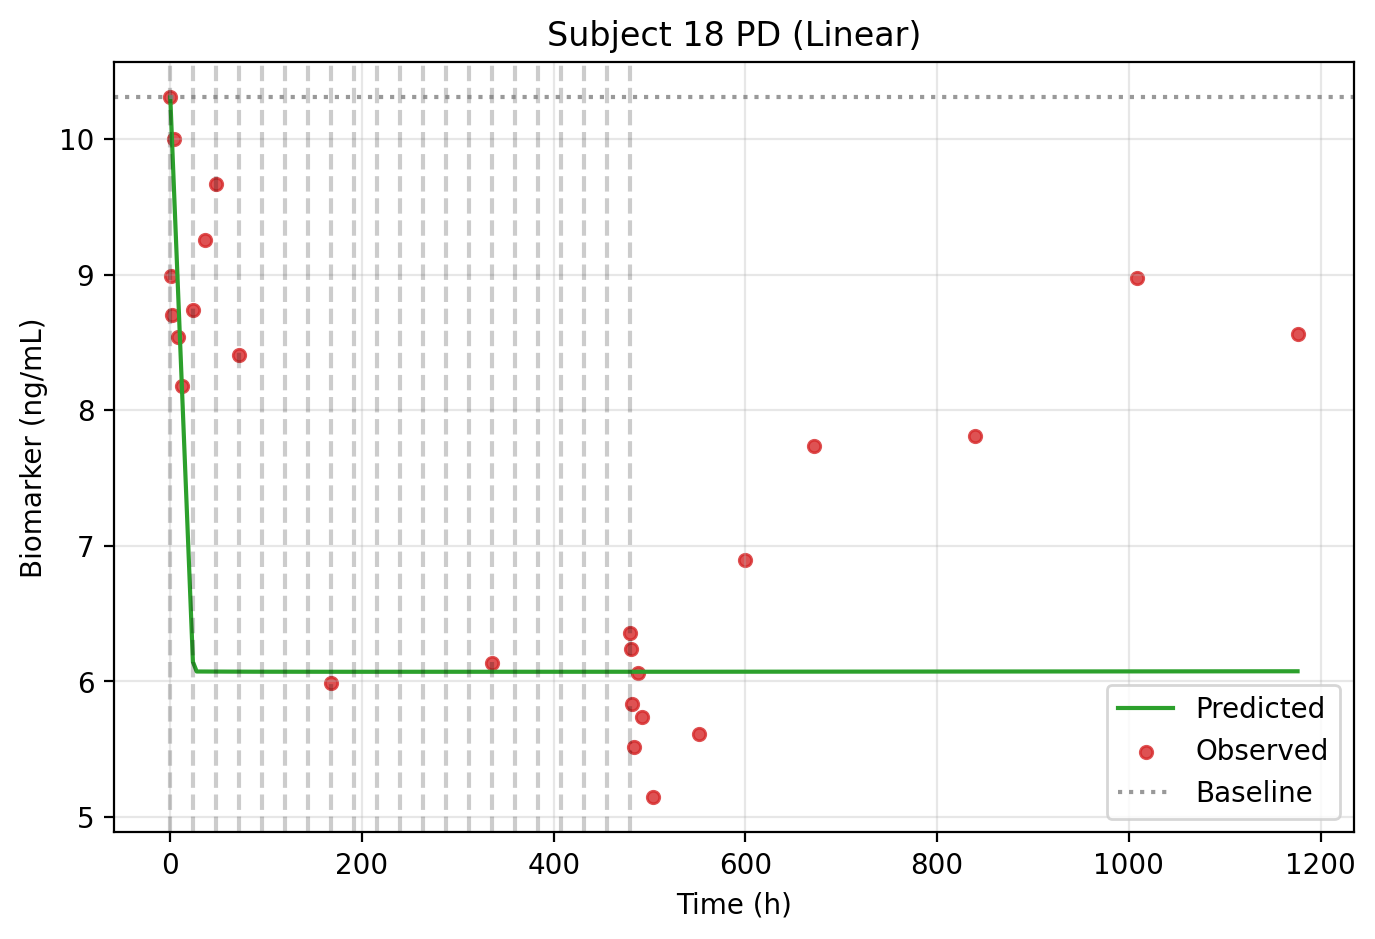 Subject 18 PD (Linear)
Biomarker (ng/mL)
10
9
8
7
6
5
Predicted
Observed
Baseline
0
200
400
600
800
1000
1200
Time (h)